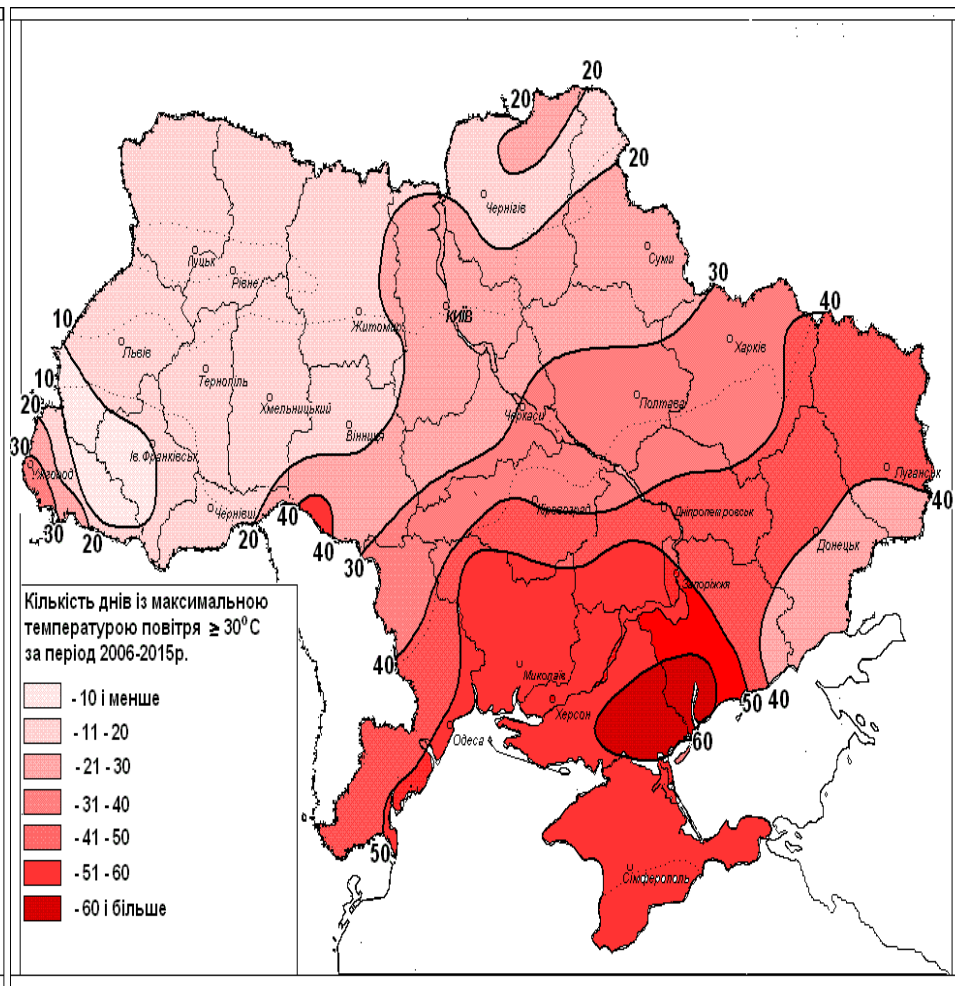 20
20
20
Чернігів
Суми
Луцьк
Рівне
30
40
10
Житомир
КИЇВ
Харків
Львів
10
Тернопіль
Полтава
20
Хмельницький
Черкаси
Вінниця
30
Ужгород
Ів.Франківськ
Луганськ
40
Чернівці
40
Кіровоград
Дніпропетровськ
30
20
20
40
30
Донецьк
Запоріжжя
Кількість днів із максимальною
температурою повітря ≥ 30⁰С
за період 2006-2015р.
40
Миколаїв
50 40
Херсон
Одеса
60
50
Сімферополь
- 10 і менше
- 11 - 20
- 21 - 30
- 31 - 40
- 41 - 50
- 51 - 60
- 60 і більше